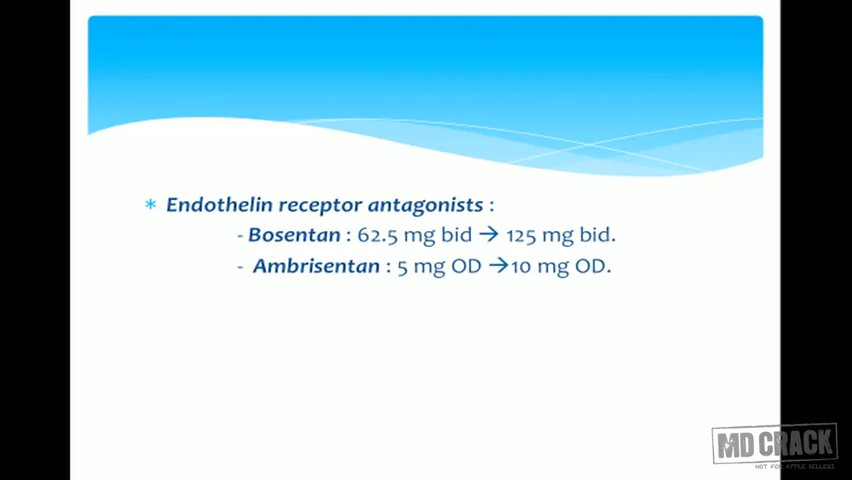 * Endothelin receptor antagonists :
- Bosentan : 62.5 mg bid → 125 mg bid.
- Ambrisentan : 5 mg OD →10 mg OD.
MD CRACK
NOT FOR APPLE SELLERS